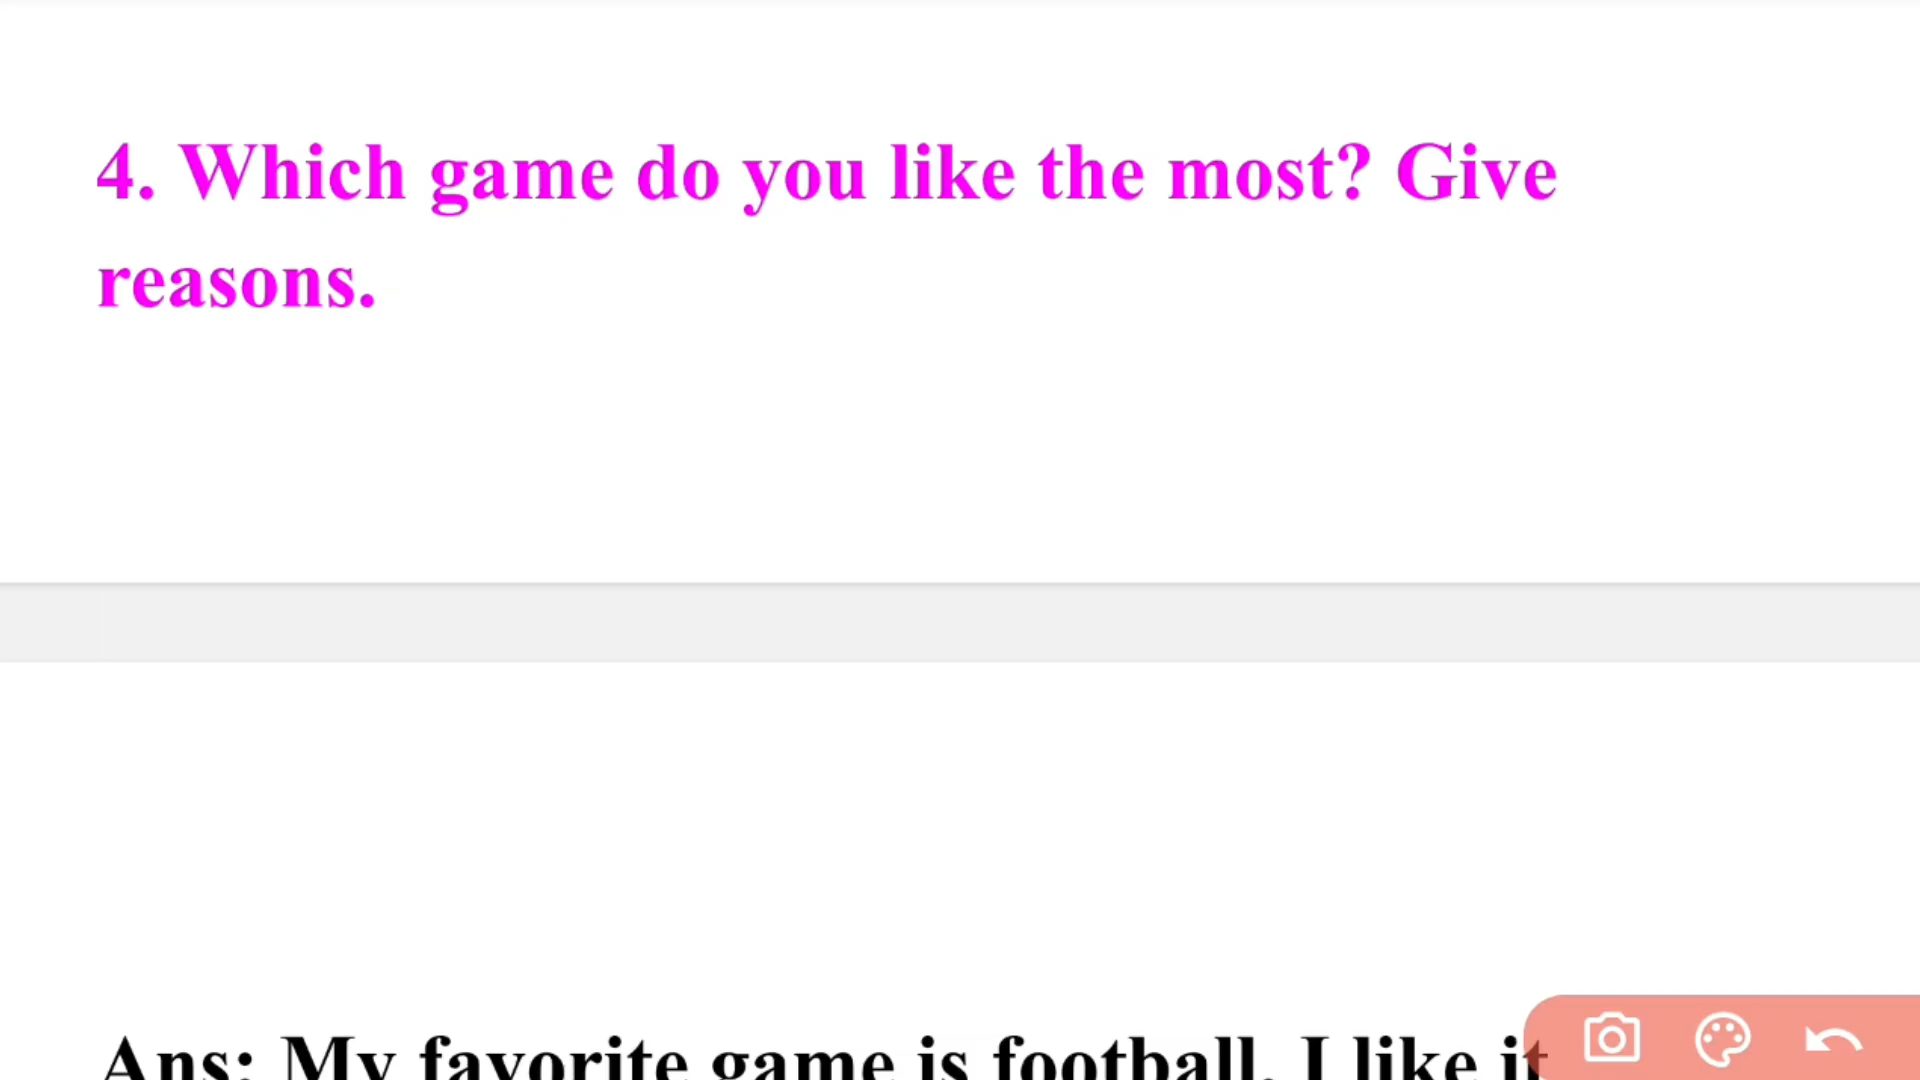 4. Which game do you like the most? Give
reasons.
Ans: My favorite game is football. I like it